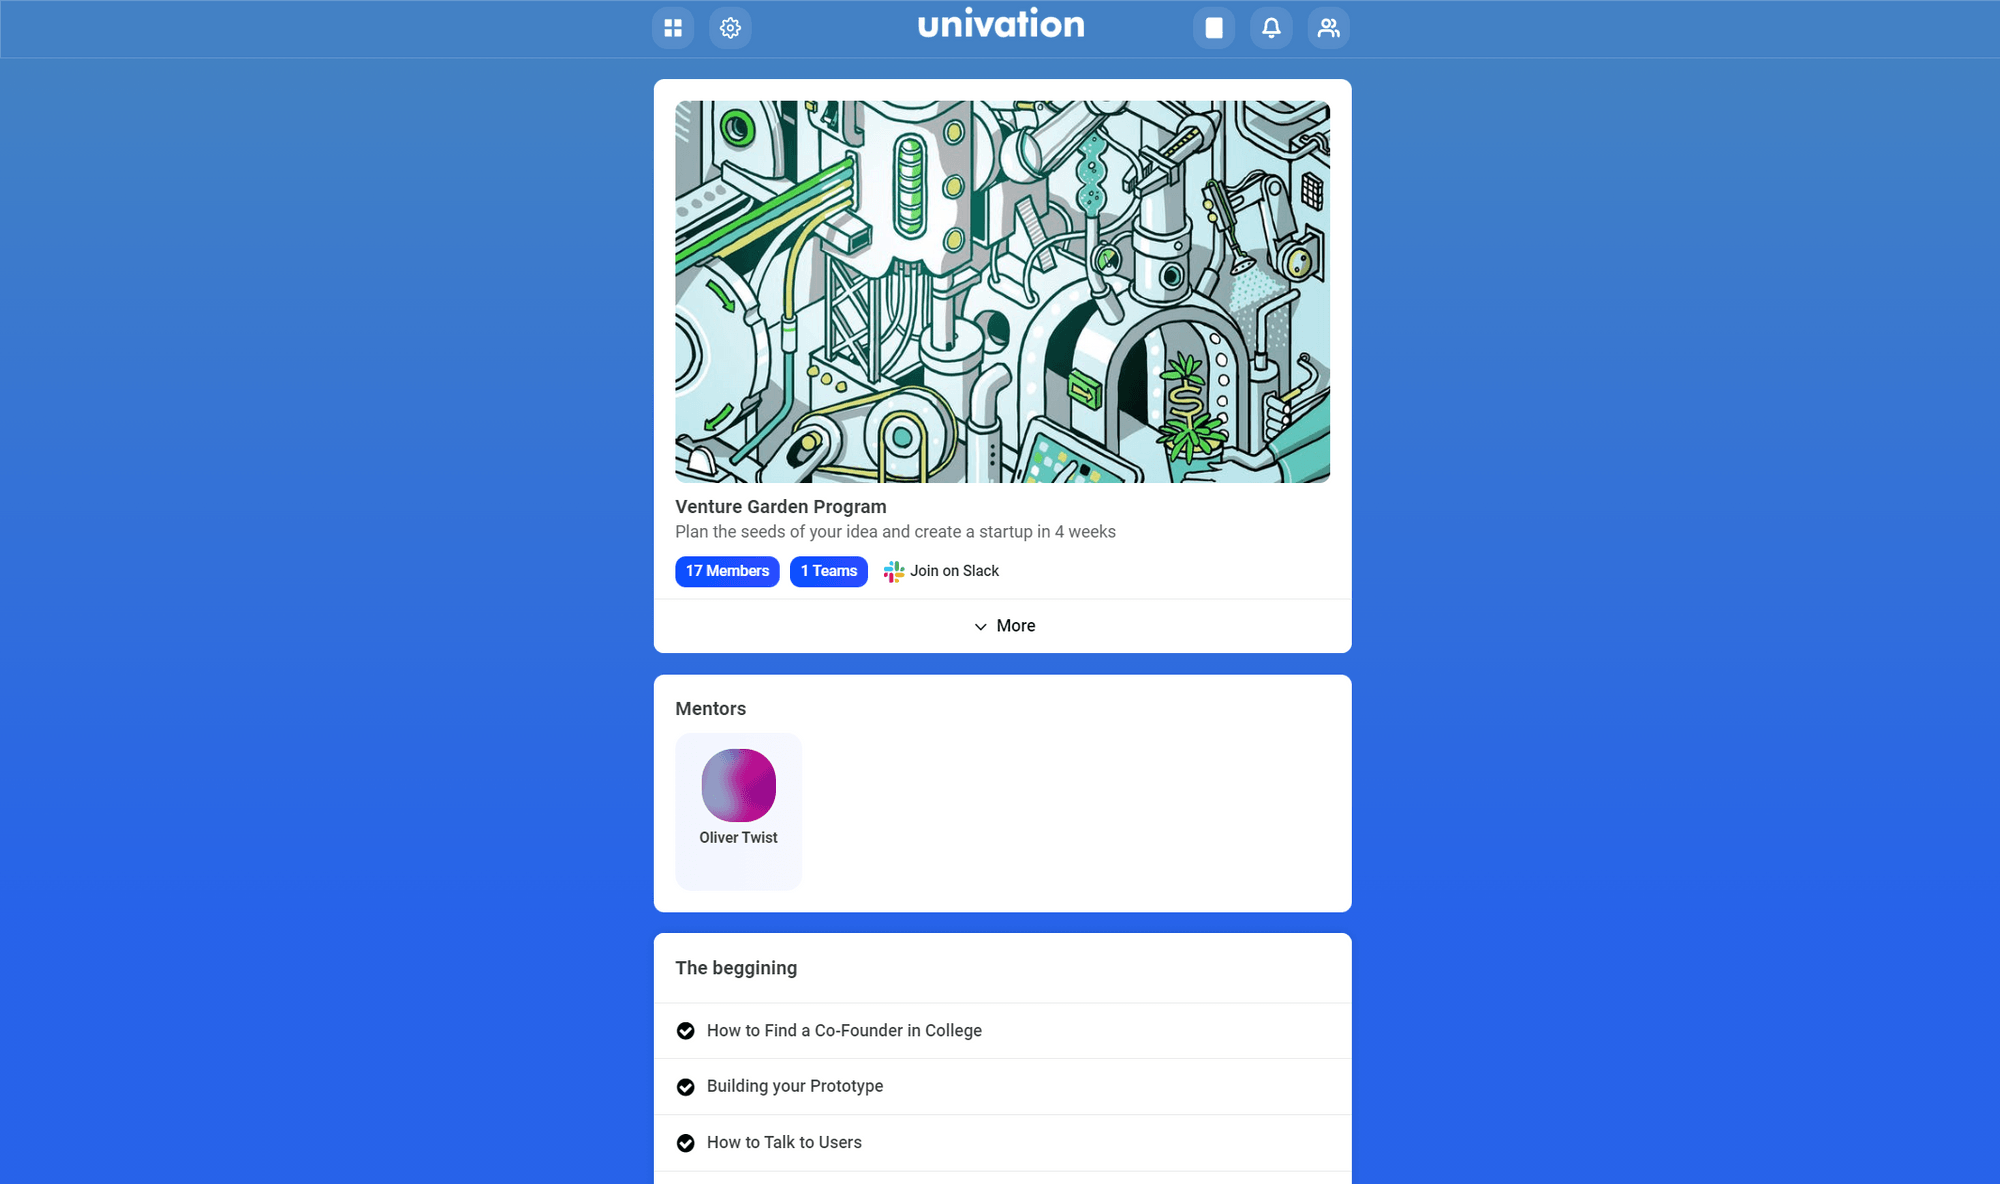 univation
Venture Garden Program
Plan the seeds of your idea and create a startup in 4 weeks
17 Members
1 Teams
Join on Slack
More
Mentors
Oliver Twist
The beggining
How to Find a Co-Founder in College
Building your Prototype
How to Talk to Users